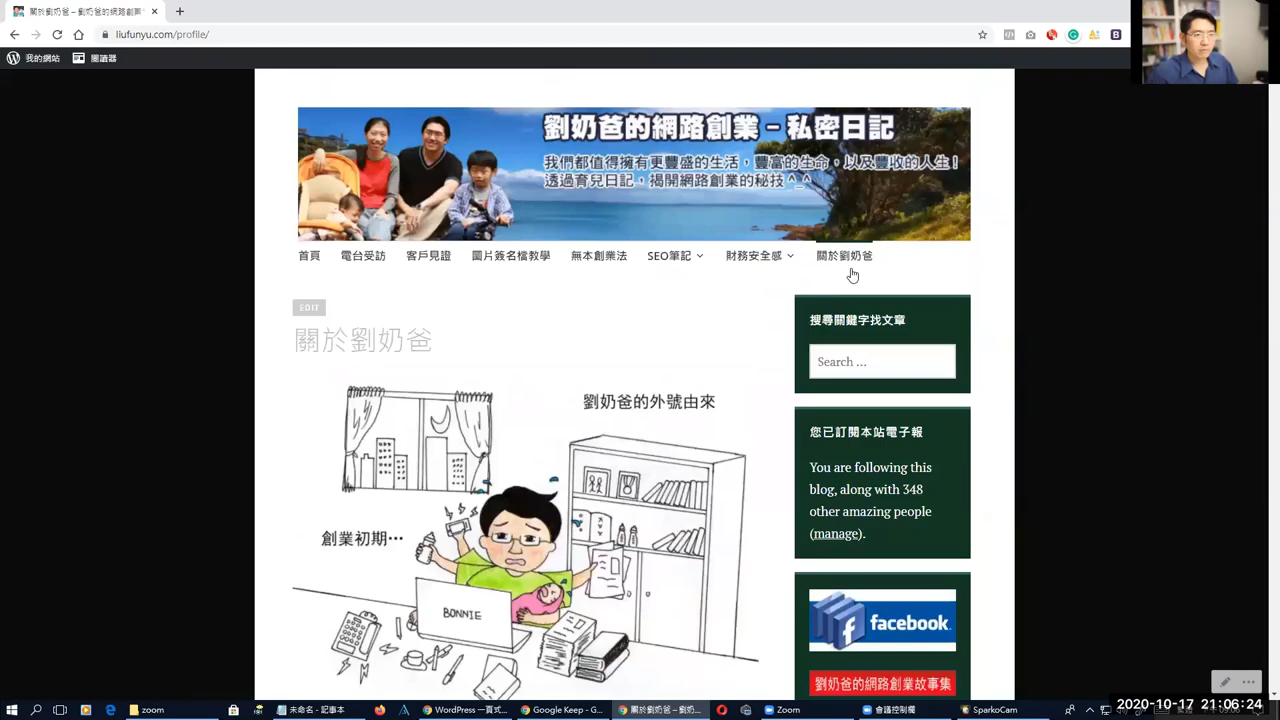 關於劉奶爸 – 劉奶爸的網路創業
liufunyu.com/profile/
我的網站
閱讀器
劉奶爸的網路創業 – 私密日記
我們都值得擁有更豐盛的生活，豐富的生命，以及豐收的人生！
透過育兒日記，揭開網路創業的秘技^_^
首頁
電台受訪
客戶見證
圖片簽名檔教學
無本創業法
SEO筆記
財務安全感
關於劉奶爸
EDIT
關於劉奶爸
劉奶爸的外號由來
創業初期…
BONNIE
搜尋關鍵字找文章
Search …
您已訂閱本站電子報
You are following this
blog, along with 348
other amazing people
(manage).
facebook.
劉奶爸的網路創業故事集
zoom
未命名 - 記事本
WordPress 一頁式...
Google Keep - G...
關於劉奶爸 – 劉奶...
Zoom
會議控制欄
SparkoCam
2020-10-17 21:06:24